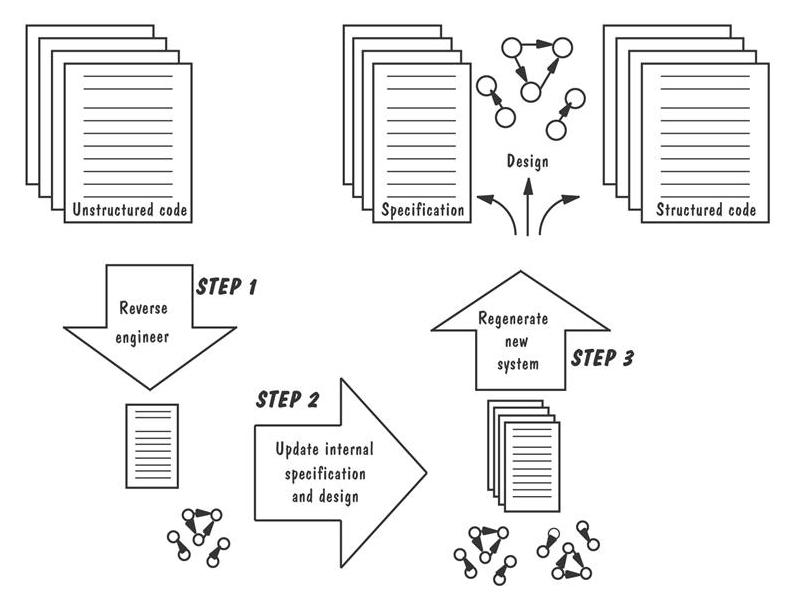 Unstructured code
Specification
Design
Structured code
STEP 1
Reverse
engineer
STEP 2
Update internal
specification
and design
Regenerate
new
system
STEP 3